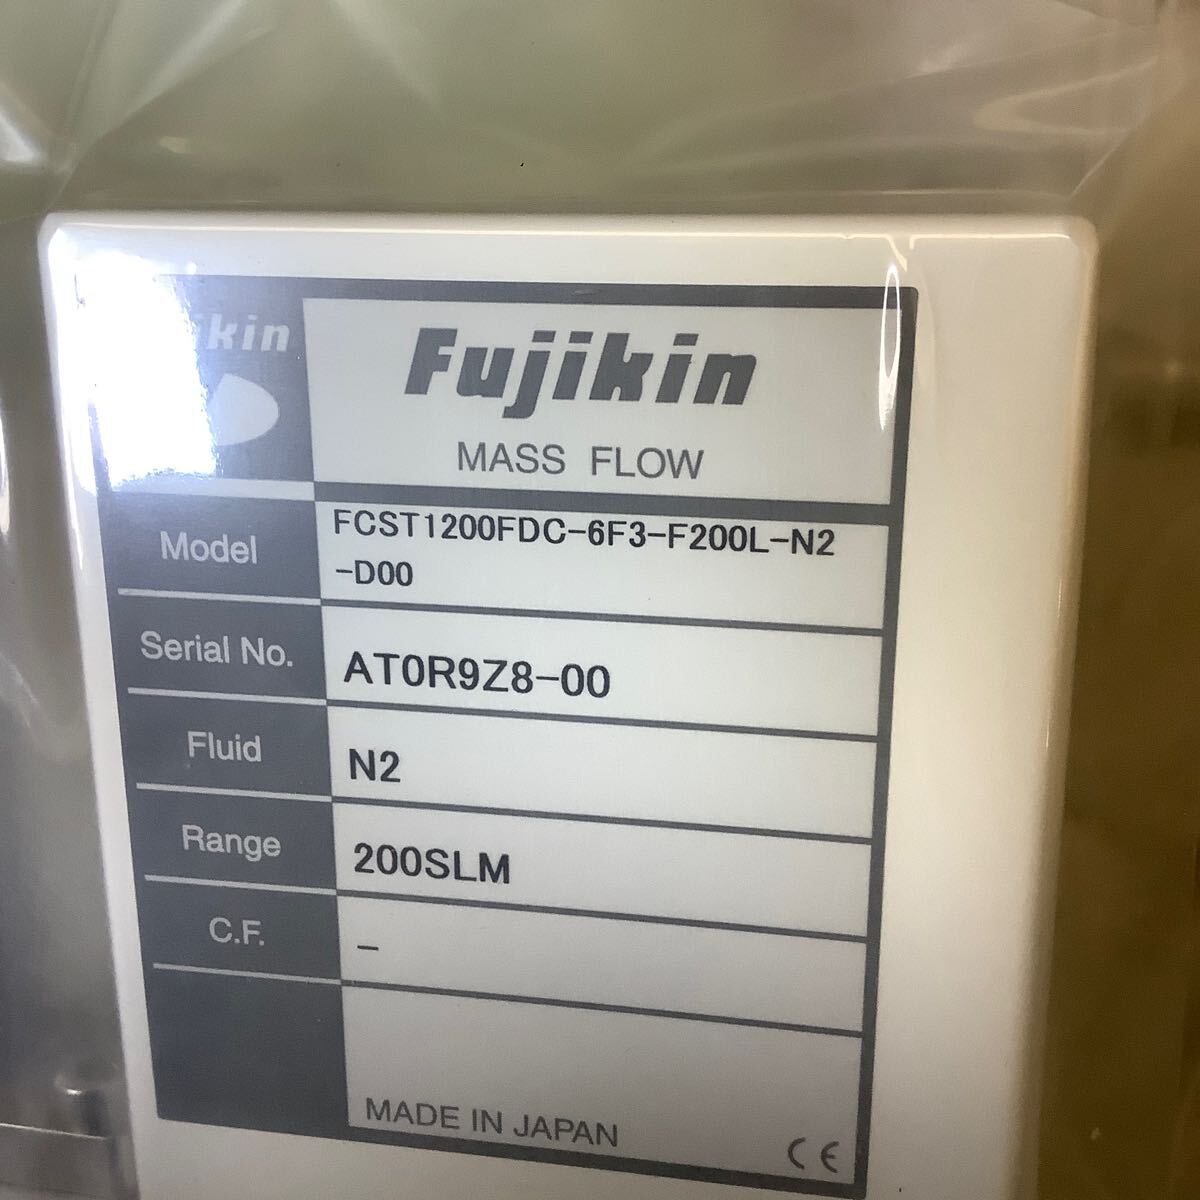 Fujikin
MASS FLOW
Model FCST1200FDC-6F3-F200L-N2
-D00
Serial No. AT0R9Z8-00
Fluid N2
Range 200SLM
C.F. -
MADE IN JAPAN
CE